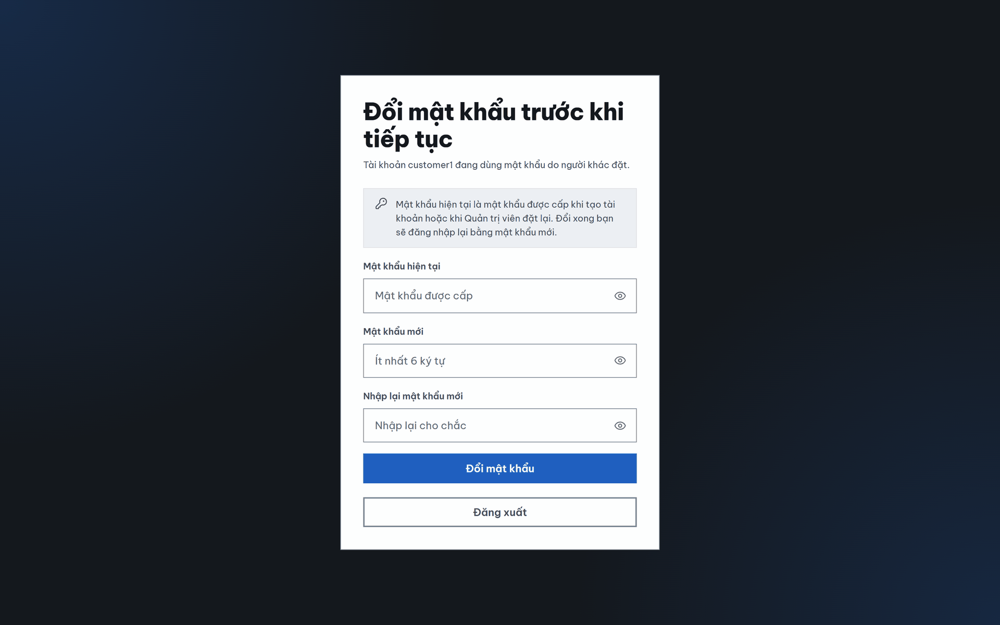 Đổi mật khẩu trước khi
tiếp tục
Tài khoản customer1 đang dùng mật khẩu do người khác đặt.
Mật khẩu hiện tại là mật khẩu được cấp khi tạo tài
khoản hoặc khi Quản trị viên đặt lại. Đổi xong bạn
sẽ đăng nhập lại bằng mật khẩu mới.
Mật khẩu hiện tại
Mật khẩu được cấp
Mật khẩu mới
Ít nhất 6 ký tự
Nhập lại mật khẩu mới
Nhập lại cho chắc
Đổi mật khẩu
Đăng xuất